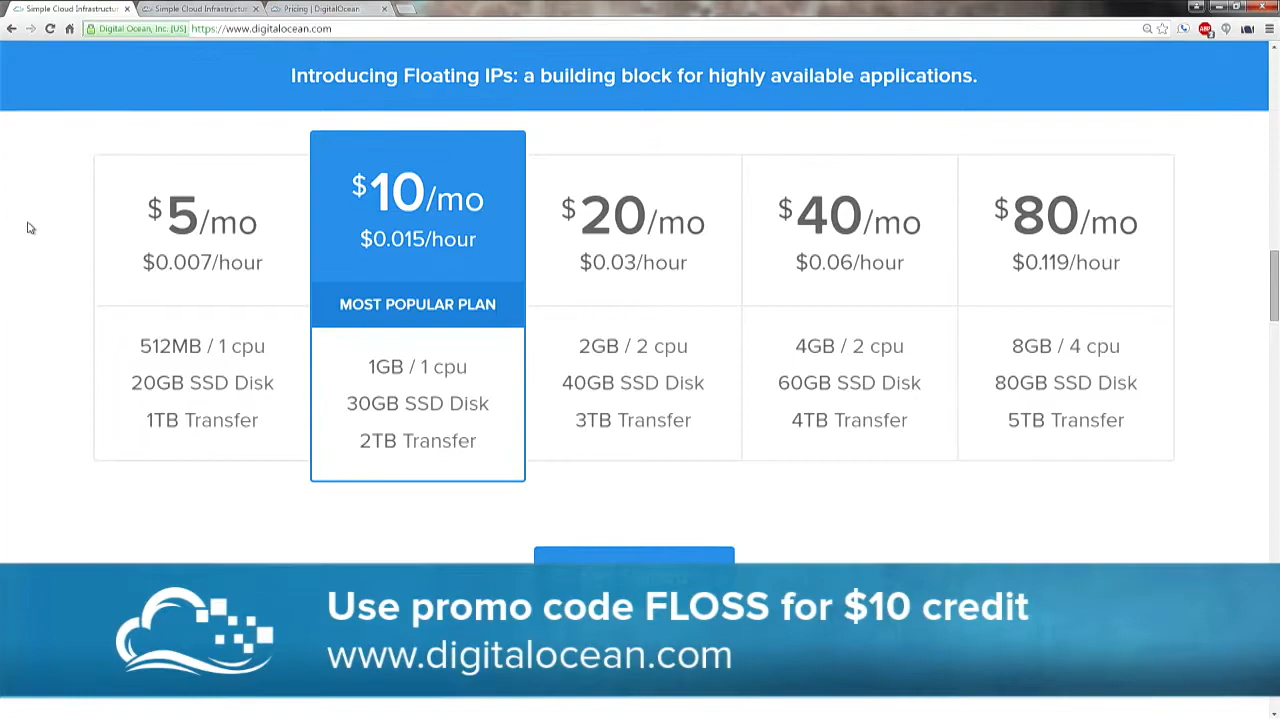 Simple Cloud Infrastructur
Simple Cloud Infrastructur
Pricing | DigitalOcean
Digital Ocean, Inc. [US]
https://www.digitalocean.com
ABP
2
Introducing Floating IPs: a building block for highly available applications.
$5/mo
$0.007/hour
512MB / 1 cpu
20GB SSD Disk
1TB Transfer
$10/mo
$0.015/hour
MOST POPULAR PLAN
1GB / 1 cpu
30GB SSD Disk
2TB Transfer
$20/mo
$0.03/hour
2GB / 2 cpu
40GB SSD Disk
3TB Transfer
$40/mo
$0.06/hour
4GB / 2 cpu
60GB SSD Disk
4TB Transfer
$80/mo
$0.119/hour
8GB / 4 cpu
80GB SSD Disk
5TB Transfer
Use promo code FLOSS for $10 credit
www.digitalocean.com